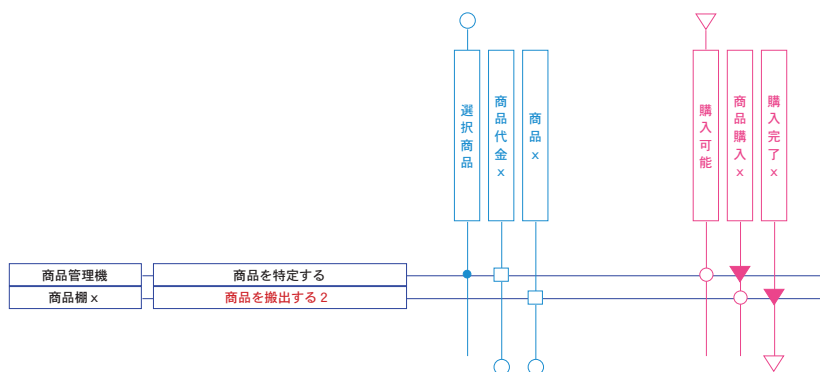 選択商品
商品代金x
商品x
購入可能
商品購入x
購入完了x
商品管理機
商品を特定する
商品棚x
商品を搬出する2